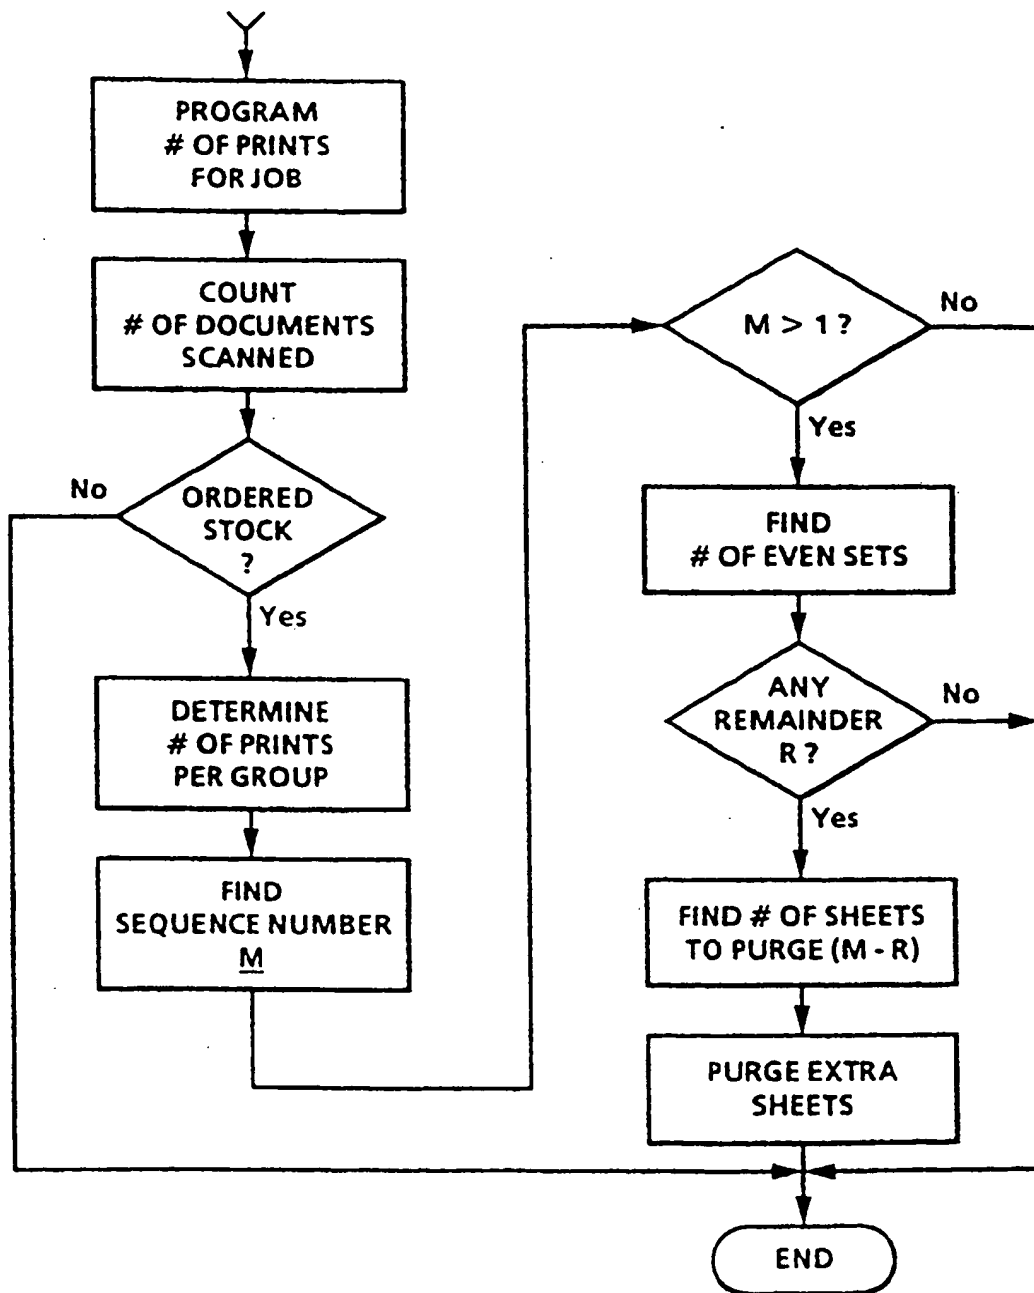 PROGRAM
# OF PRINTS
FOR JOB
COUNT
# OF DOCUMENTS
SCANNED
No
ORDERED
STOCK
?
Yes
DETERMINE
# OF PRINTS
PER GROUP
FIND
SEQUENCE NUMBER
M
M > 1 ?
No
Yes
FIND
# OF EVEN SETS
ANY
REMAINDER
R ?
No
Yes
FIND # OF SHEETS
TO PURGE (M - R)
PURGE EXTRA
SHEETS
END